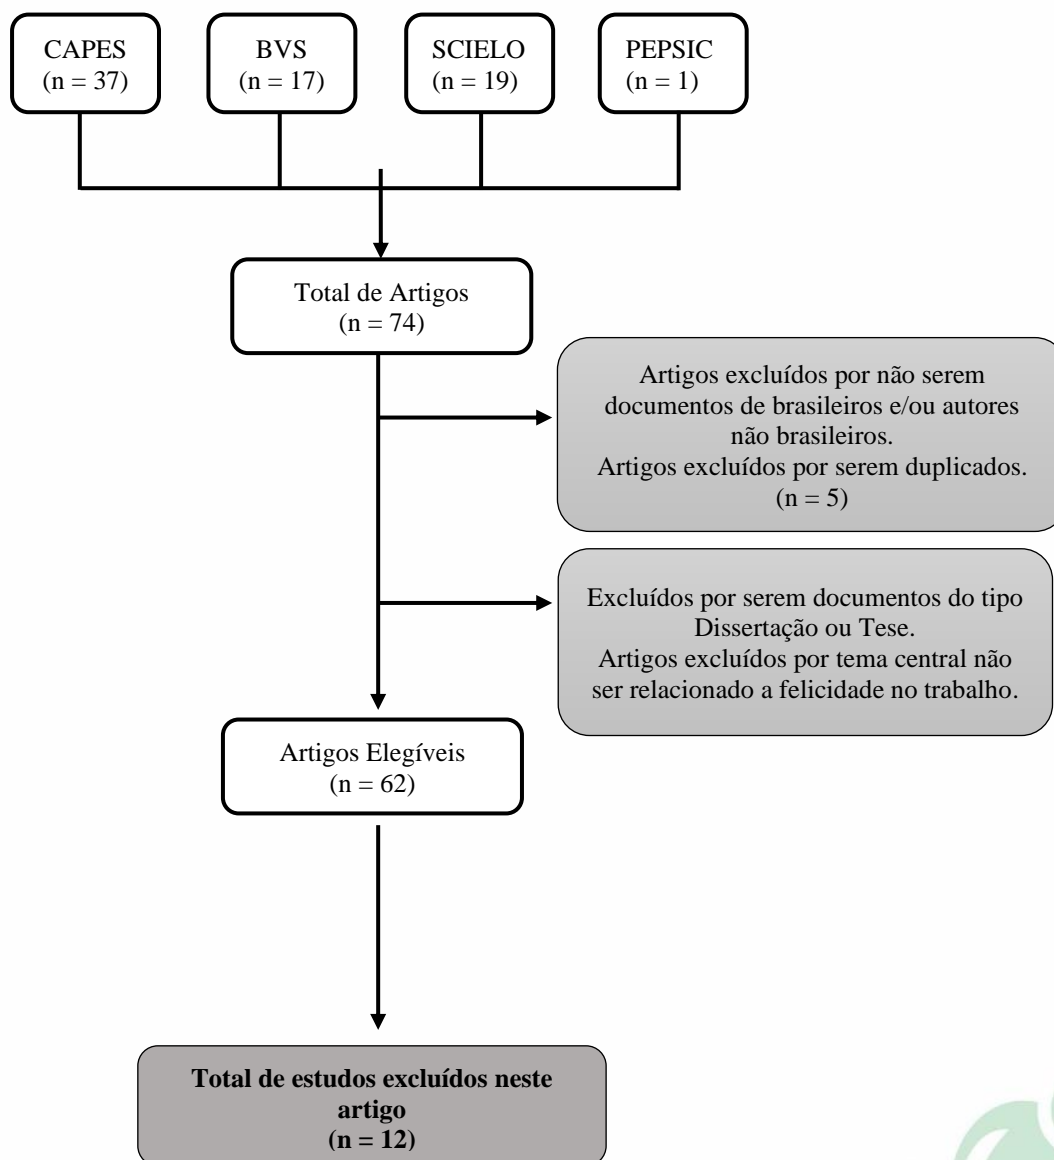 CAPES
(n = 37)
BVS
(n = 17)
SCIELO
(n = 19)
PEPSIC
(n = 1)
Total de Artigos
(n = 74)
Artigos excluídos por não serem
documentos de brasileiros e/ou autores
não brasileiros.
Artigos excluídos por serem duplicados.
(n = 5)
Excluídos por serem documentos do tipo
Dissertação ou Tese.
Artigos excluídos por tema central não
ser relacionado a felicidade no trabalho.
Artigos Elegíveis
(n = 62)
Total de estudos excluídos neste
artigo
(n = 12)